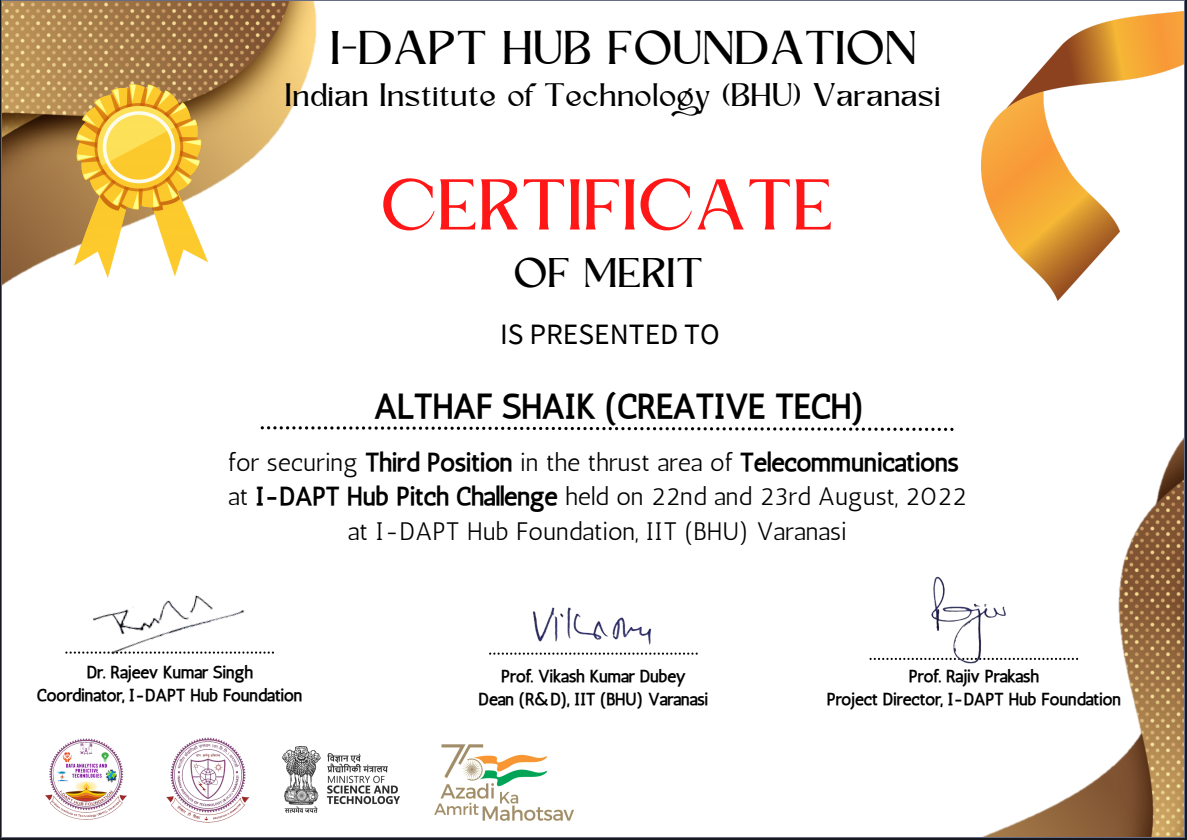 I-DAPT HUB FOUNDATION
Indian Institute of Technology (BHU) Varanasi
CERTIFICATE
OF MERIT
IS PRESENTED TO
ALTHAF SHAIK (CREATIVE TECH)
for securing Third Position in the thrust area of Telecommunications
at I-DAPT Hub Pitch Challenge held on 22nd and 23rd August, 2022
at I-DAPT Hub Foundation, IIT (BHU) Varanasi
Vikash
Rajiv
Dr. Rajeev Kumar Singh
Coordinator, I-DAPT Hub Foundation
Prof. Vikash Kumar Dubey
Dean (R&D), IIT (BHU) Varanasi
Prof. Rajiv Prakash
Project Director, I-DAPT Hub Foundation
DATA ANALYTICS AND
PREDICTIVE
TECHNOLOGIES
सत्यमेव जयते
विज्ञान एवं
प्रौद्योगिकी मंत्रालय
MINISTRY OF
SCIENCE AND
TECHNOLOGY
75
Azadi Ka
Amrit Mahotsav